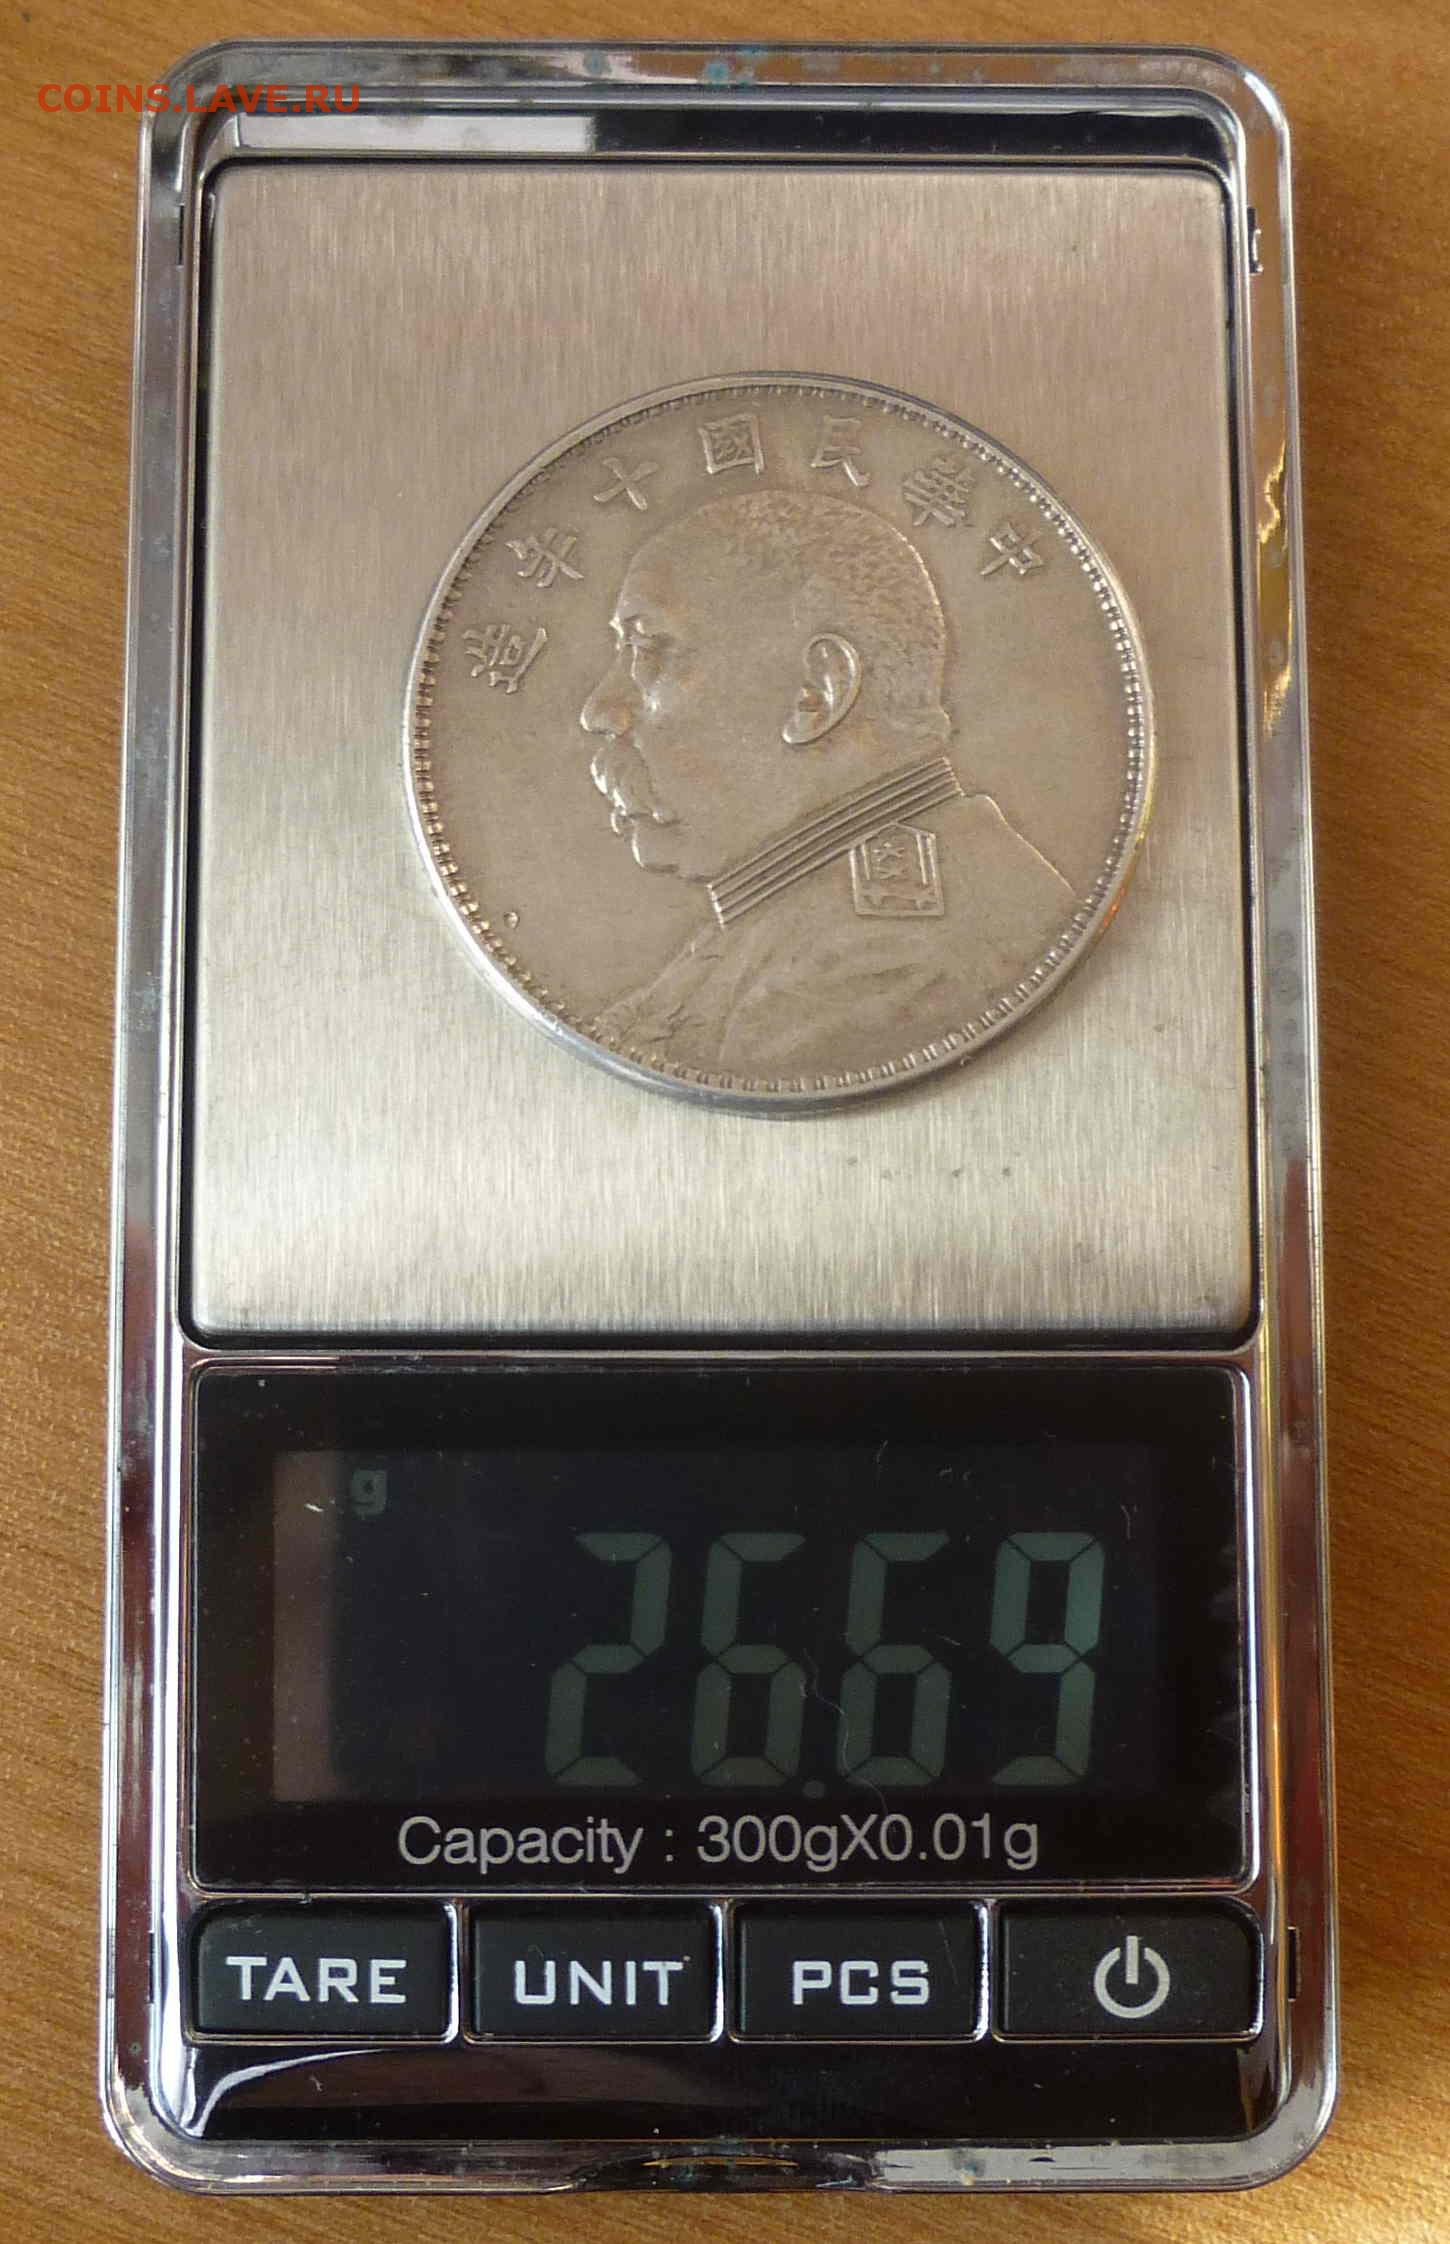 COINS.LAVE.RU
中華民國十年造
g
26.69
Capacity : 300gX0.01g
TARE UNIT PCS